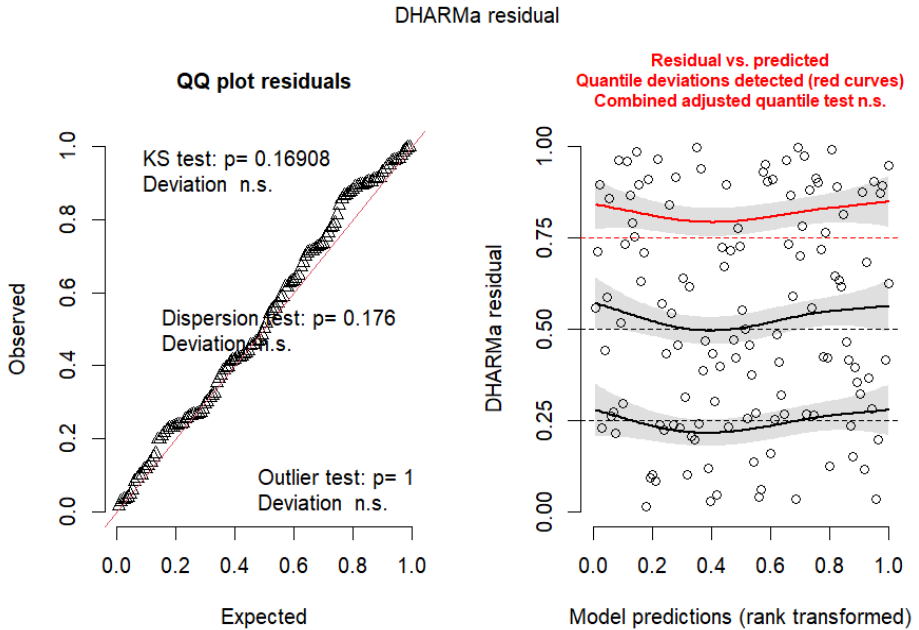 DHARMa residual
QQ plot residuals
KS test: p= 0.16908
Deviation  n.s.
Dispersion test: p= 0.176
Deviation  n.s.
Outlier test: p= 1
Deviation  n.s.
Observed
0.0 0.2 0.4 0.6 0.8 1.0
0.0 0.2 0.4 0.6 0.8 1.0
Expected
Residual vs. predicted
Quantile deviations detected (red curves)
Combined adjusted quantile test n.s.
DHARMa residual
0.00 0.25 0.50 0.75 1.00
0.0 0.2 0.4 0.6 0.8 1.0
Model predictions (rank transformed)